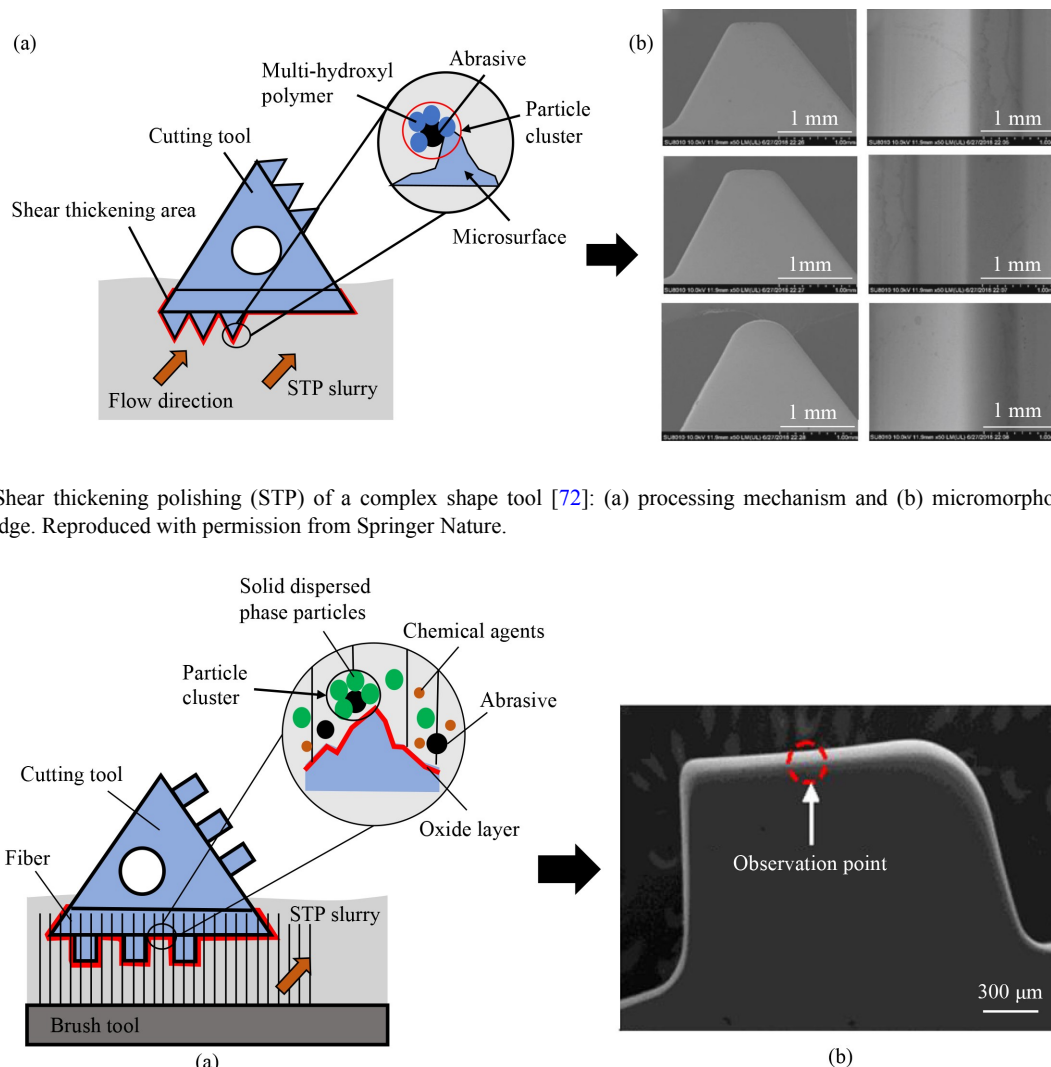 (a)
Multi-hydroxyl
polymer
Abrasive
Particle
cluster
Cutting tool
Shear thickening area
Microsurface
Flow direction
STP slurry
(b)
1 mm
1 mm
1mm
1 mm
1 mm
1 mm
Shear thickening polishing (STP) of a complex shape tool [72]: (a) processing mechanism and (b) micromorpho
dge. Reproduced with permission from Springer Nature.
Solid dispersed
phase particles
Chemical agents
Particle
cluster
Abrasive
Cutting tool
Oxide layer
Fiber
STP slurry
Brush tool
(a)
Observation point
300 μm
(b)